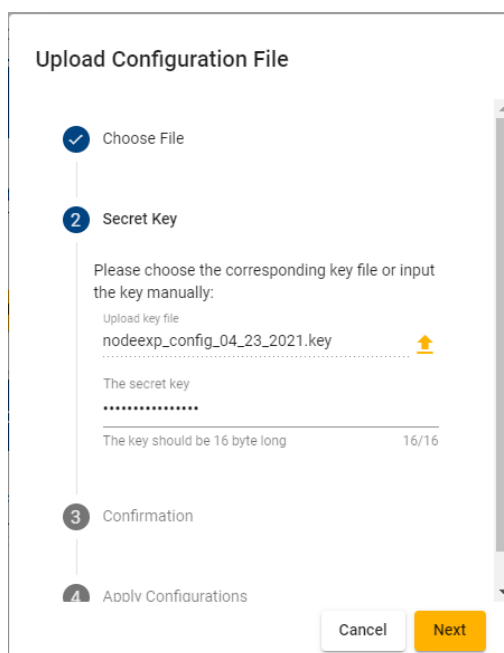 Upload Configuration File
Choose File
2 Secret Key
Please choose the corresponding key file or input
the key manually:
Upload key file
nodeexp_config_04_23_2021.key
The secret key
••••••••••••••••
The key should be 16 byte long 16/16
3 Confirmation
4 Apply Configurations
Cancel Next